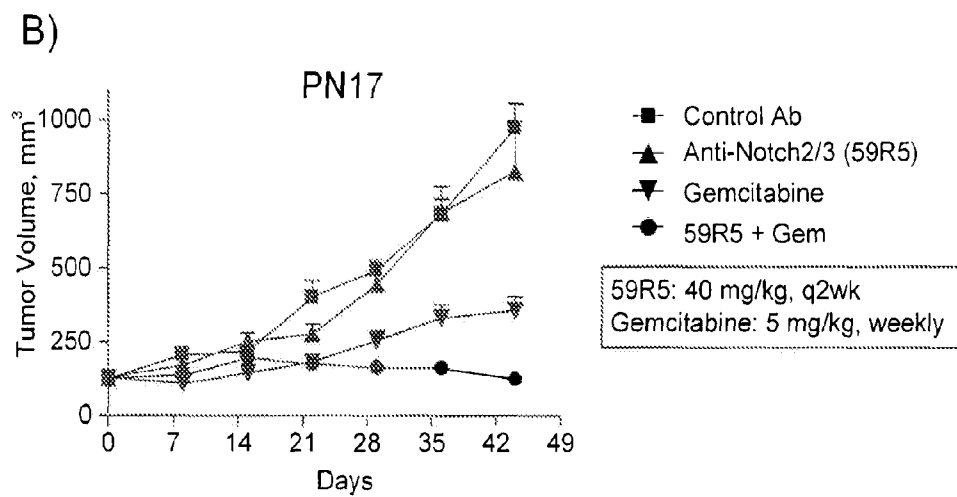 B)
PN17
1000
750
500
250
0
0 7 14 21 28 35 42 49
Tumor Volume, mm³
Days
Control Ab
Anti-Notch2/3 (59R5)
Gemcitabine
59R5 + Gem
59R5: 40 mg/kg, q2wk
Gemcitabine: 5 mg/kg, weekly